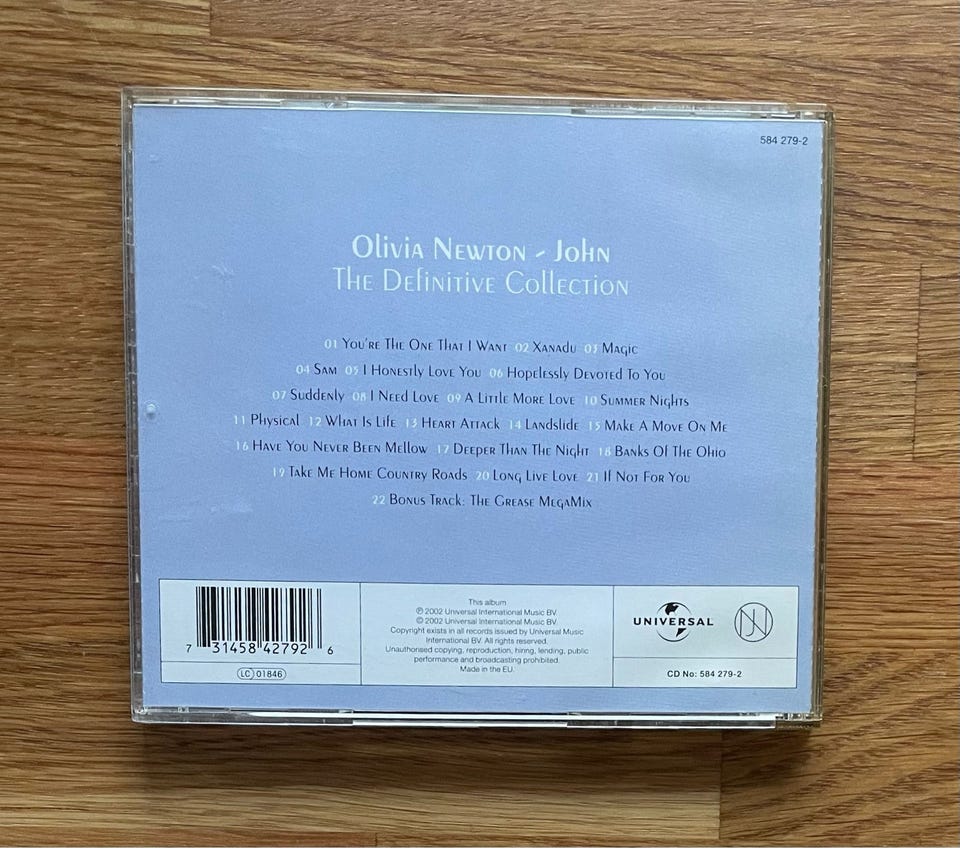 584 279-2
Olivia Newton - John
The Definitive Collection
01 You're The One That I Want 02 Xanadu 03 Magic
04 Sam 05 I Honestly Love You 06 Hopelessly Devoted To You
07 Suddenly 08 I Need Love 09 A Little More Love 10 Summer Nights
11 Physical 12 What Is Life 13 Heart Attack 14 Landslide 15 Make A Move On Me
16 Have You Never Been Mellow 17 Deeper Than The Night 18 Banks Of The Ohio
19 Take Me Home Country Roads 20 Long Live Love 21 If Not For You
22 Bonus Track: The Grease MegaMix
7 31458 42792 6
LC 01846
This album
℗ 2002 Universal International Music BV
© 2002 Universal International Music BV.
Copyright exists in all records issued by Universal Music
International BV. All rights reserved.
Unauthorised copying, reproduction, hiring, lending, public
performance and broadcasting prohibited.
Made in the EU.
UNIVERSAL
ONJ
CD No: 584 279-2